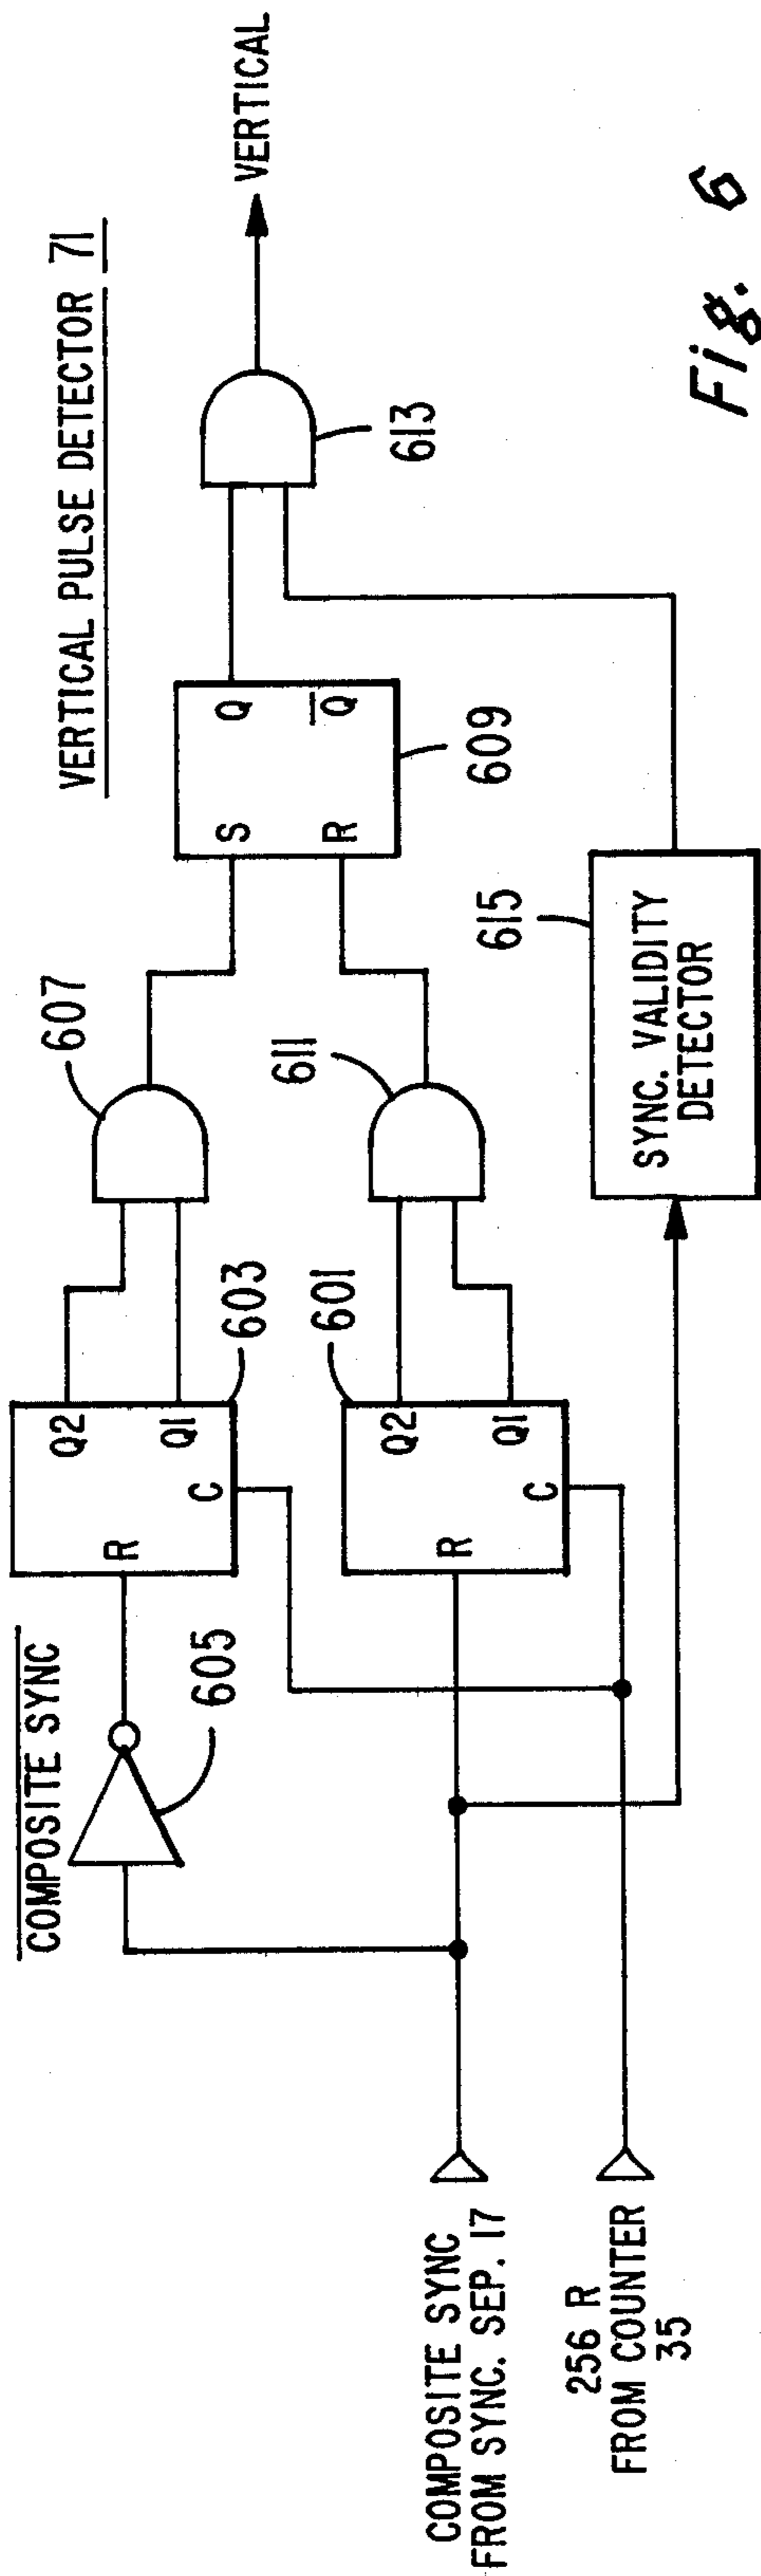 VERTICAL PULSE DETECTOR 71
COMPOSITE SYNC
605
R
Q2
Q1
C
603
607
R
Q2
Q1
C
601
611
S
R
Q
Q
609
613
VERTICAL
615
SYNC. VALIDITY
DETECTOR
COMPOSITE SYNC
FROM SYNC. SEP. 17
256 R
FROM COUNTER
35
Fig. 6